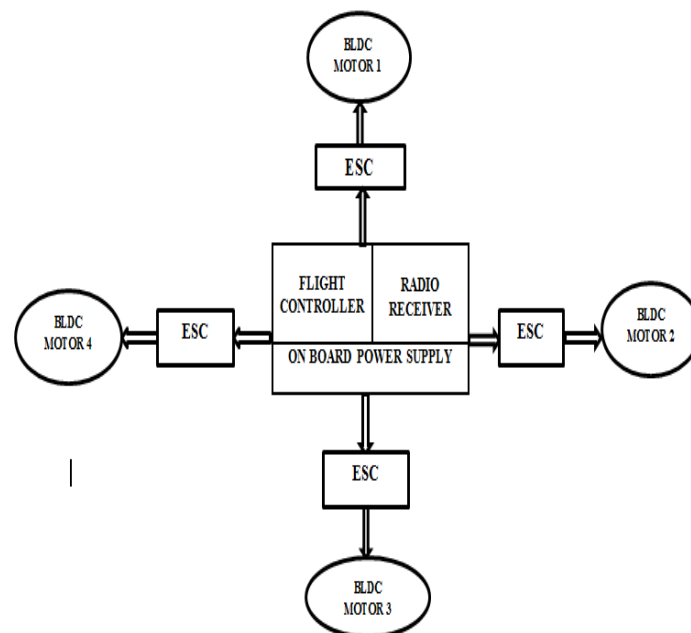 BLDC
MOTOR 1
ESC
FLIGHT
CONTROLLER
RADIO
RECEIVER
ON BOARD POWER SUPPLY
BLDC
MOTOR 4
ESC
ESC
BLDC
MOTOR 2
ESC
BLDC
MOTOR 3